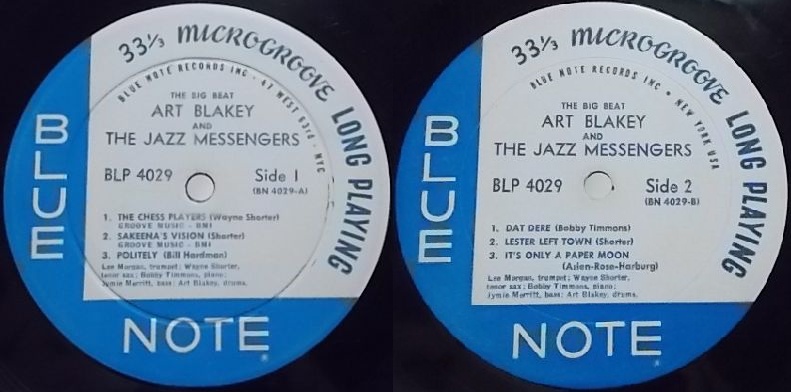 33⅓ MICROGROOVE LONG PLAYING
BLUE NOTE RECORDS INC • 47 WEST 63rd • NYC
THE BIG BEAT
ART BLAKEY
AND
THE JAZZ MESSENGERS
BLP 4029 Side 1
(BN 4029-A)
1. THE CHESS PLAYERS (Wayne Shorter)
GROOVE MUSIC - BMI
2. SAKEENA'S VISION (Shorter)
GROOVE MUSIC - BMI
3. POLITELY (Bill Hardman)
Lee Morgan, trumpet; Wayne Shorter,
tenor sax; Bobby Timmons, piano;
Jymie Merritt, bass; Art Blakey, drums.
BLUE
NOTE
33⅓ MICROGROOVE LONG PLAYING
BLUE NOTE RECORDS INC • NEW YORK USA
THE BIG BEAT
ART BLAKEY
AND
THE JAZZ MESSENGERS
BLP 4029 Side 2
(BN 4029-B)
1. DAT DERE (Bobby Timmons)
2. LESTER LEFT TOWN (Shorter)
3. IT'S ONLY A PAPER MOON
(Arlen-Rose-Harburg)
Lee Morgan, trumpet; Wayne Shorter,
tenor sax; Bobby Timmons, piano;
Jymie Merritt, bass; Art Blakey, drums.
BLUE
NOTE